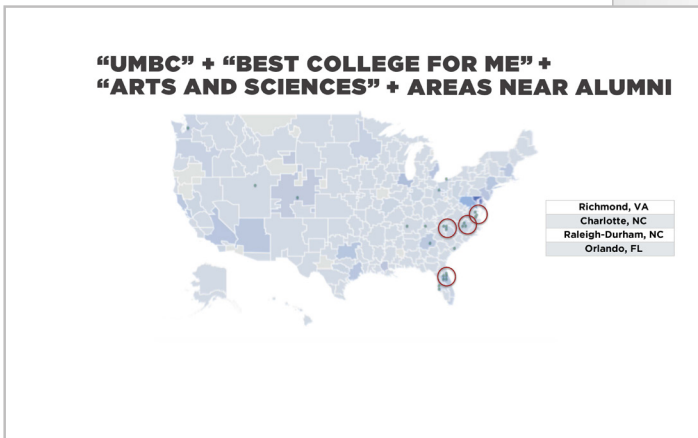 “UMBC” + “BEST COLLEGE FOR ME” +
“ARTS AND SCIENCES” + AREAS NEAR ALUMNI
Richmond, VA
Charlotte, NC
Raleigh-Durham, NC
Orlando, FL